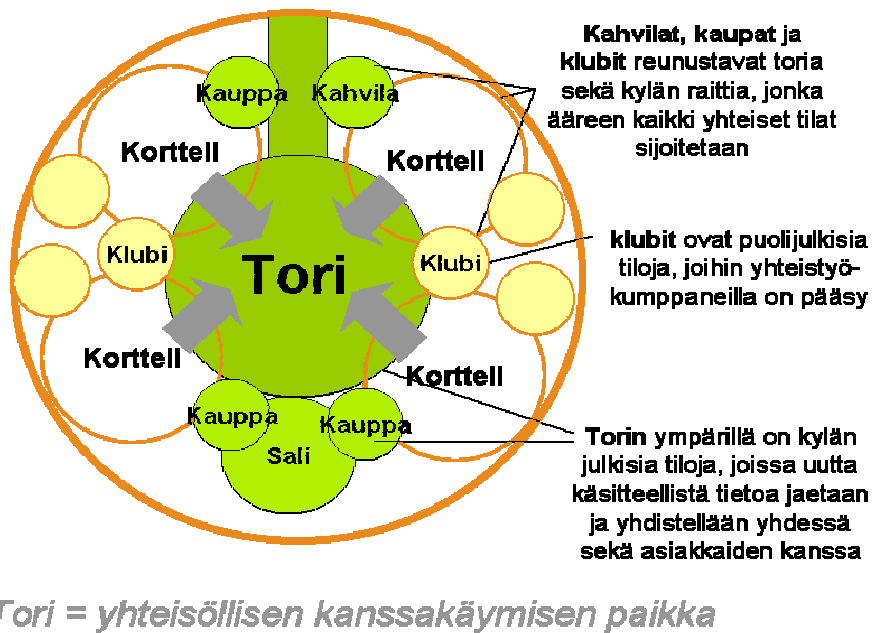 Kahvilat, kaupat ja
klubit reunustavat toria
sekä kylän raittia, jonka
ääreen kaikki yhteiset tilat
sijoitetaan
Kauppa
Kahvila
Korttell
Korttell
Klubi
Tori
Klubi
klubit ovat puolijulkisia
tiloja, joihin yhteistyö-
kumppaneilla on pääsy
Korttell
Korttell
Kauppa
Kauppa
Sali
Torin ympärillä on kylän
julkisia tiloja, joissa uutta
käsitteellistä tietoa jaetaan
ja yhdistellään yhdessä
sekä asiakkaiden kanssa
Tori = yhteisöllisen kanssakäymisen paikka